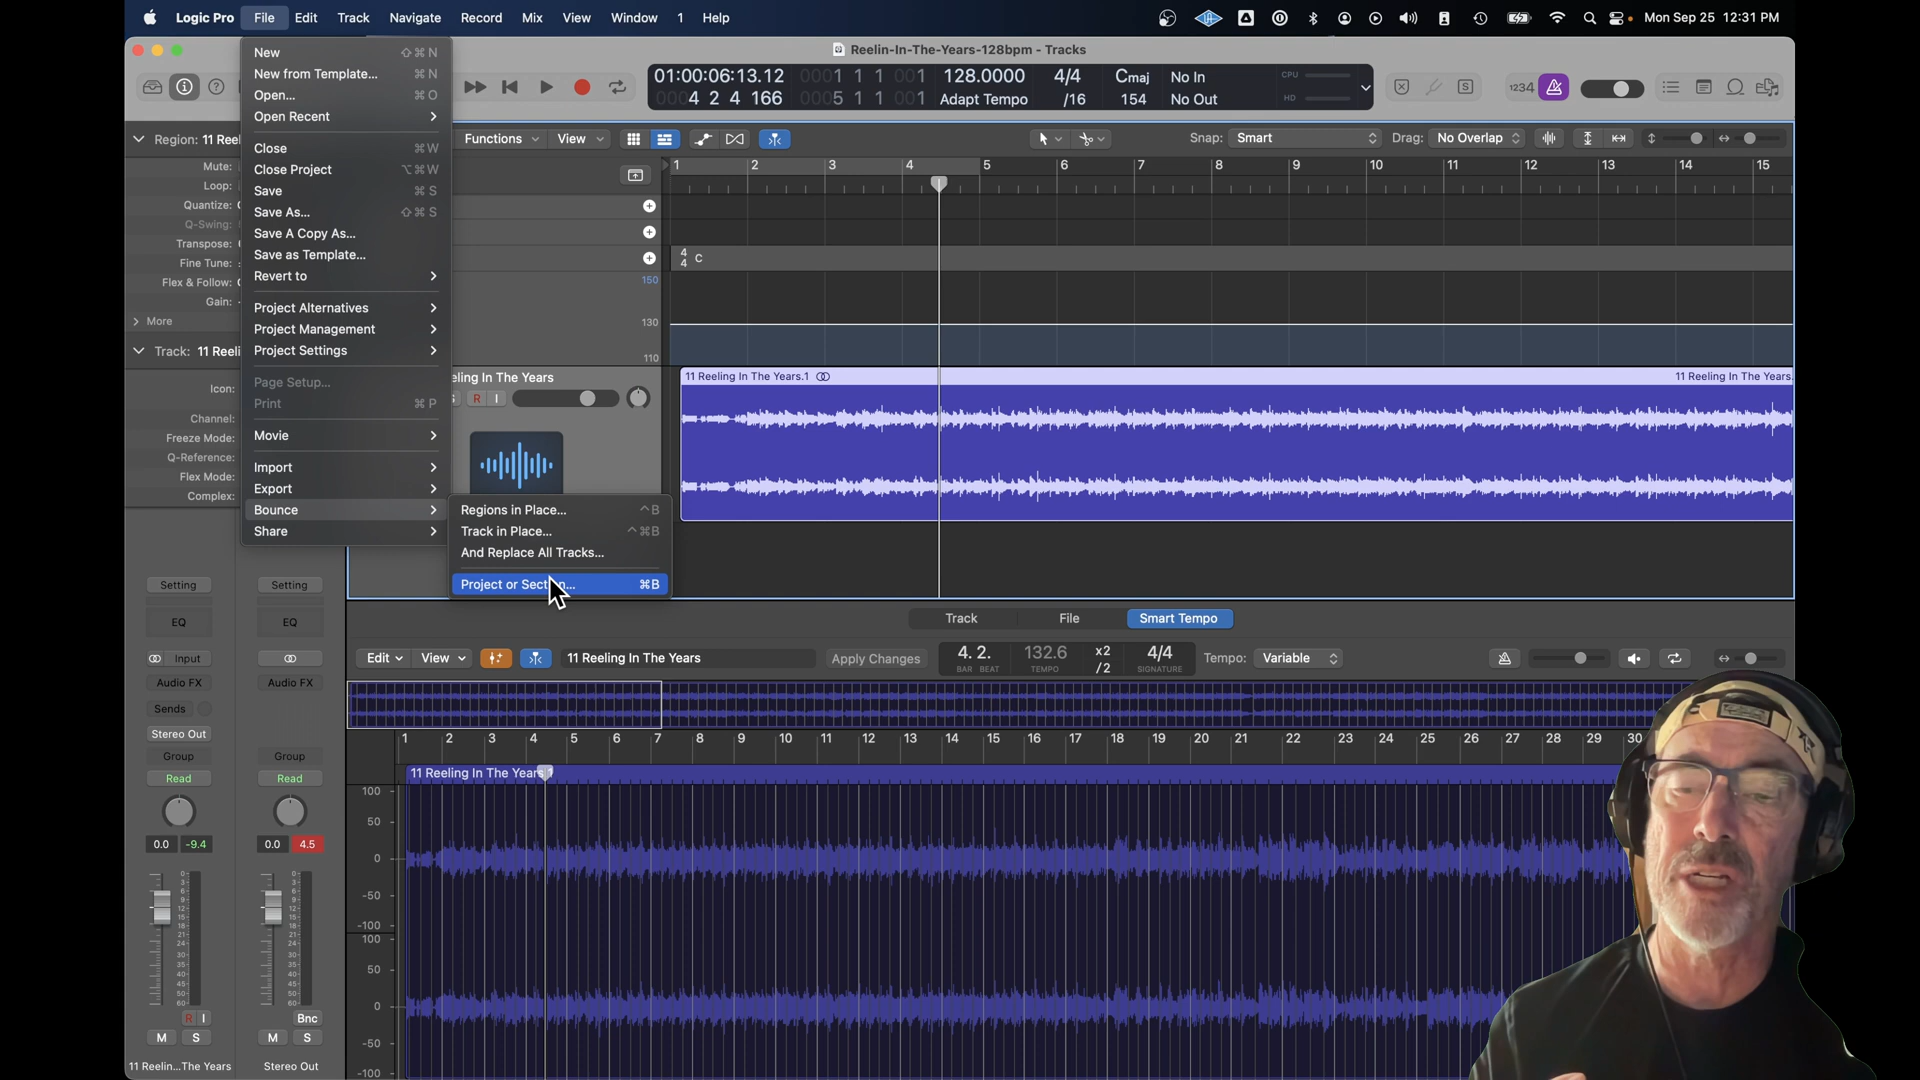 Logic Pro File Edit Track Navigate Record Mix View Window 1 Help
Mon Sep 25 12:31 PM
Reelin-In-The-Years-128bpm - Tracks
New ⇧⌘N
New from Template... ⌘N
Open... ⌘O
Open Recent
Close ⌘W
Close Project ⌥⌘W
Save ⌘S
Save As... ⇧⌘S
Save A Copy As...
Save as Template...
Revert to
Project Alternatives
Project Management
Project Settings
Page Setup...
Print ⌘P
Movie
Import
Export
Bounce
Share
Regions in Place... ^B
Track in Place... ^⌘B
And Replace All Tracks...
⌘B
01:00:06:13.12 0001 1 1 001 128.0000 4/4 Cmaj No In CPU
4 2 4 166 0005 1 1 001 Adapt Tempo /16 154 No Out HD
1234
Functions View Snap: Smart Drag: No Overlap
1 2 3 4 5 6 7 8 9 10 11 12 13 14 15
4
4 C
150
130
110
Region: 11 Reel
Mute:
Loop:
Quantize:
Q-Swing:
Transpose:
Fine Tune:
Flex & Follow:
Gain:
More
Track: 11 Reeli
Icon:
Channel:
Freeze Mode:
Q-Reference:
Flex Mode:
Complex:
eling In The Years
R I
11 Reeling In The Years.1
11 Reeling In The Years.
Track File Smart Tempo
Edit View 11 Reeling In The Years Apply Changes 4. 2. 132.6 x2 4/4 Tempo: Variable
BAR BEAT TEMPO /2 SIGNATURE
1 2 3 4 5 6 7 8 9 10 11 12 13 14 15 16 17 18 19 20 21 22 23 24 25 26 27 28 29 30
11 Reeling In The Years
100
50
0
-50
-100
100
50
0
-50
-100
Setting Setting
EQ EQ
Input
Audio FX Audio FX
Sends
Stereo Out
Group Group
Read Read
0.0 -9.4 0.0 4.5
R I Bnc
M S M S
11 Reelin...The Years Stereo Out